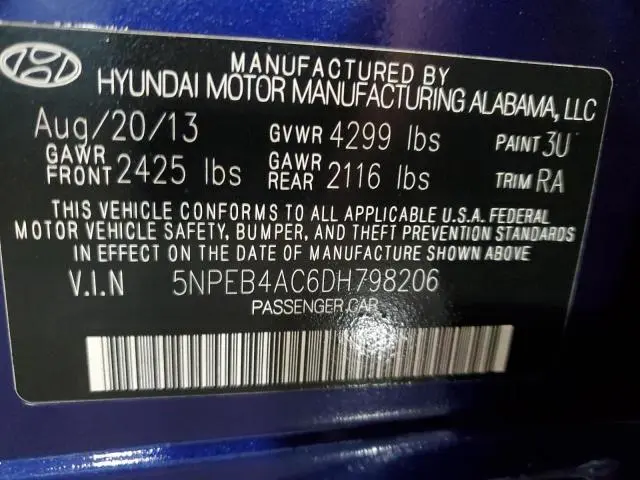 MANUFACTURED BY
HYUNDAI MOTOR MANUFACTURING ALABAMA, LLC
Aug/20/13 GVWR 4299 lbs PAINT 3U
GAWR FRONT 2425 lbs GAWR REAR 2116 lbs TRIM RA
THIS VEHICLE CONFORMS TO ALL APPLICABLE U.S.A. FEDERAL
MOTOR VEHICLE SAFETY, BUMPER, AND THEFT PREVENTION STANDARDS
IN EFFECT ON THE DATE OF MANUFACTURE SHOWN ABOVE
V.I.N 5NPEB4AC6DH798206
PASSENGER CAR